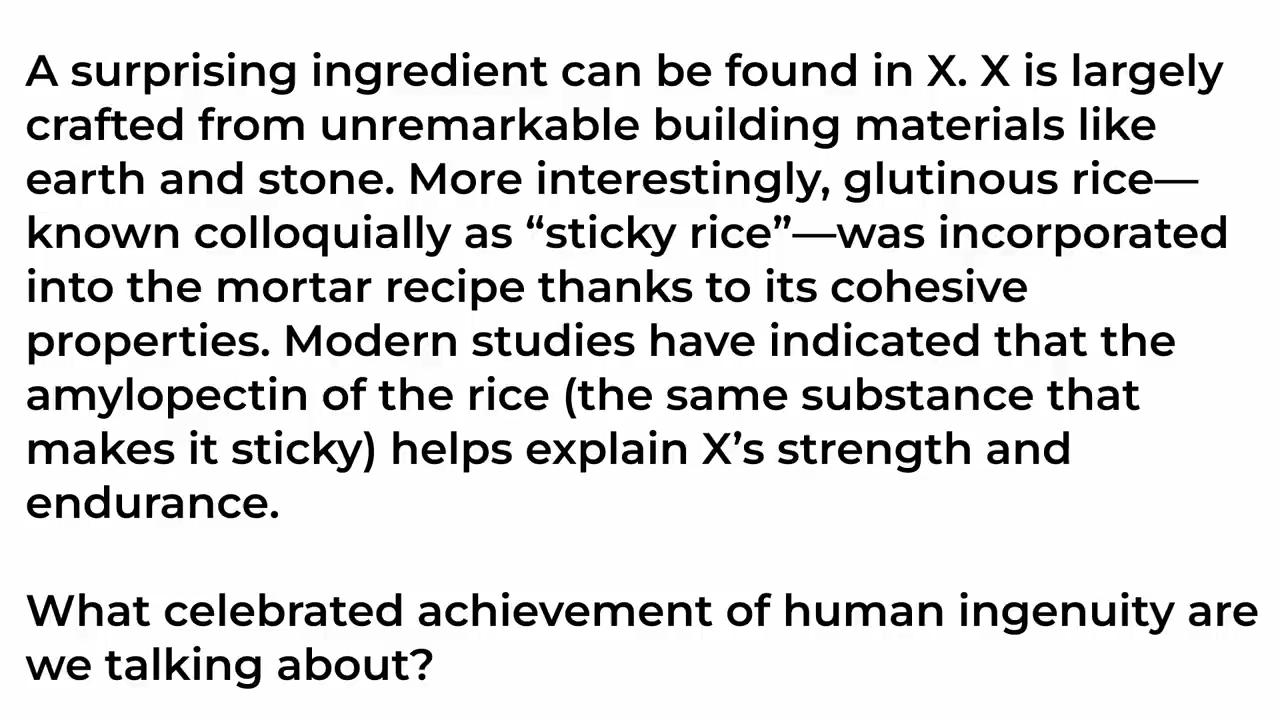 A surprising ingredient can be found in X. X is largely
crafted from unremarkable building materials like
earth and stone. More interestingly, glutinous rice—
known colloquially as “sticky rice”—was incorporated
into the mortar recipe thanks to its cohesive
properties. Modern studies have indicated that the
amylopectin of the rice (the same substance that
makes it sticky) helps explain X’s strength and
endurance.
What celebrated achievement of human ingenuity are
we talking about?